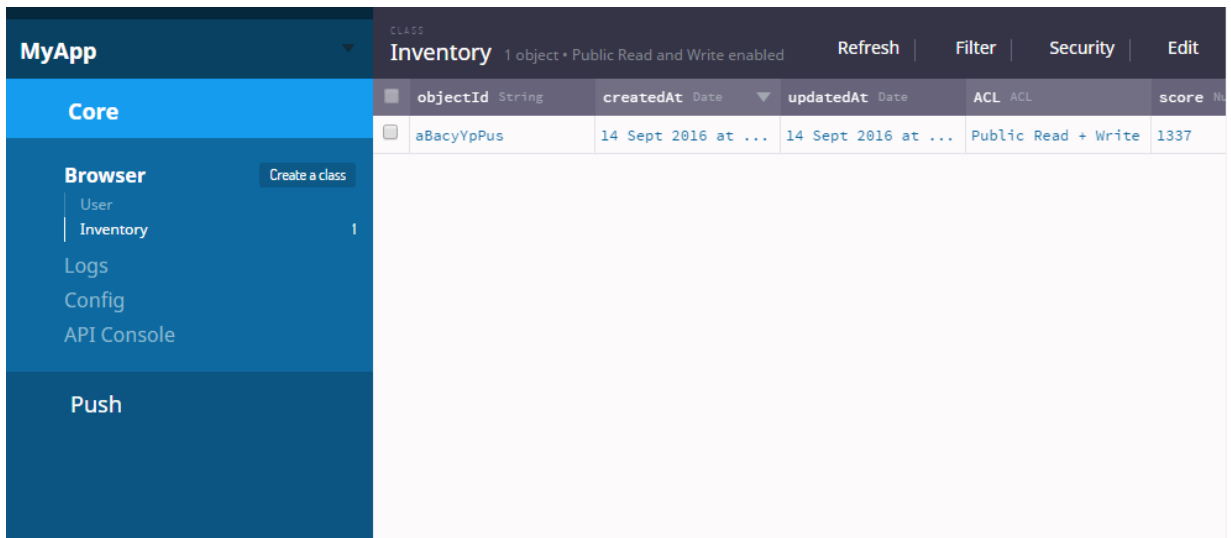 MyApp
Core
Browser Create a class
User
Inventory 1
Logs
Config
API Console
Push
CLASS
Inventory 1 object • Public Read and Write enabled Refresh Filter Security Edit
objectId String createdAt Date updatedAt Date ACL ACL score Nu
aBacyYpPus 14 Sept 2016 at ... 14 Sept 2016 at ... Public Read + Write 1337